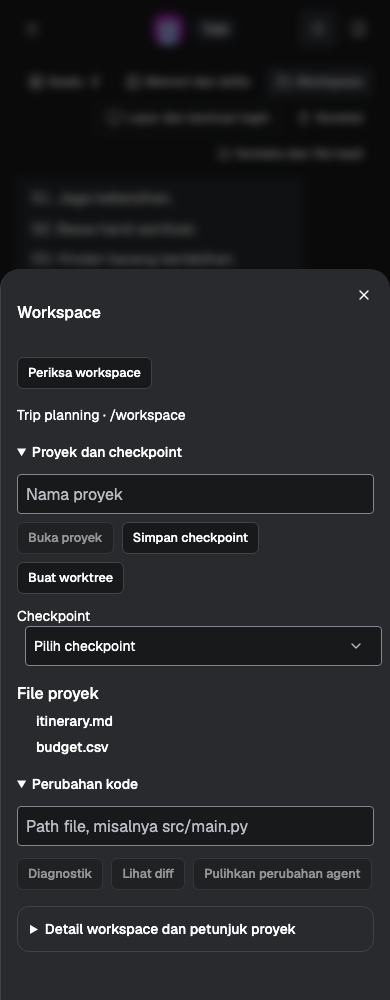 Workspace
Periksa workspace
Trip planning · /workspace
▼ Proyek dan checkpoint
Nama proyek
Buka proyek Simpan checkpoint
Buat worktree
Checkpoint
Pilih checkpoint
File proyek
itinerary.md
budget.csv
▼ Perubahan kode
Path file, misalnya src/main.py
Diagnostik Lihat diff Pulihkan perubahan agent
▶ Detail workspace dan petunjuk proyek